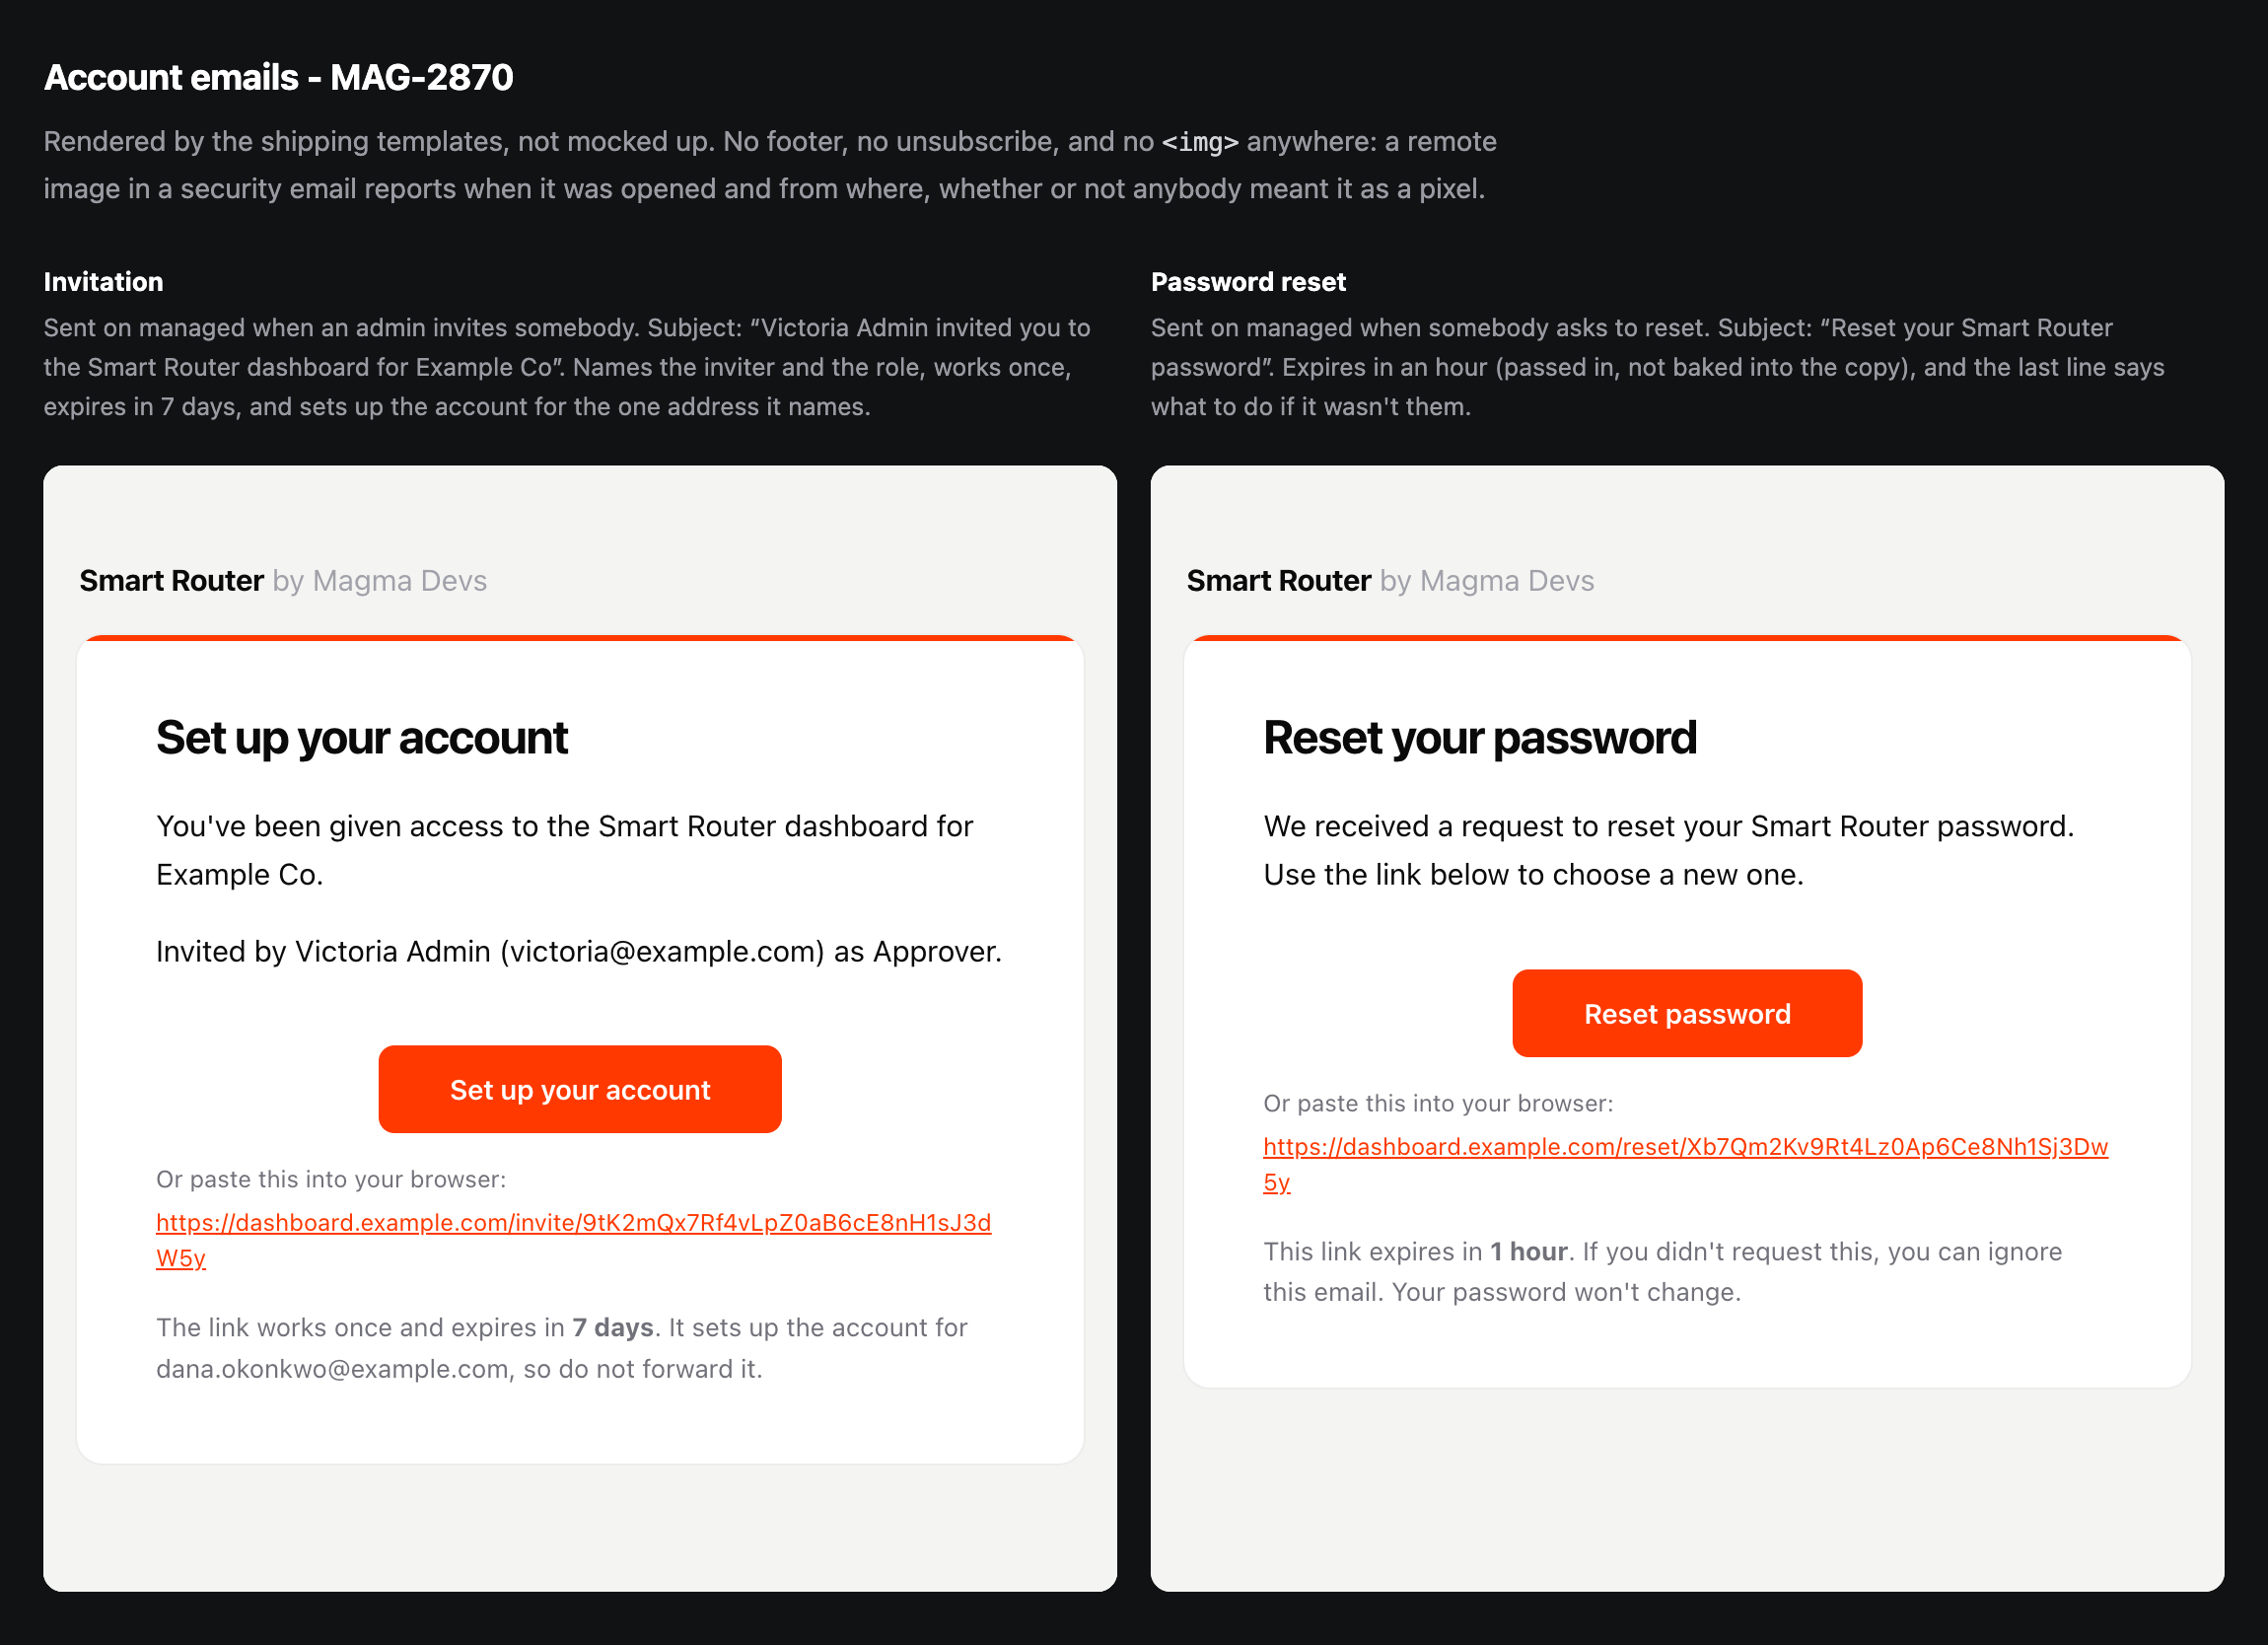 Account emails - MAG-2870
Rendered by the shipping templates, not mocked up. No footer, no unsubscribe, and no <img> anywhere: a remote
image in a security email reports when it was opened and from where, whether or not anybody meant it as a pixel.
Invitation
Sent on managed when an admin invites somebody. Subject: “Victoria Admin invited you to
the Smart Router dashboard for Example Co”. Names the inviter and the role, works once,
expires in 7 days, and sets up the account for the one address it names.
Smart Router by Magma Devs
Set up your account
You've been given access to the Smart Router dashboard for
Example Co.
Invited by Victoria Admin (victoria@example.com) as Approver.
Set up your account
Or paste this into your browser:
https://dashboard.example.com/invite/9tK2mQx7Rf4vLpZ0aB6cE8nH1sJ3d
W5y
The link works once and expires in 7 days. It sets up the account for
dana.okonkwo@example.com, so do not forward it.
Password reset
Sent on managed when somebody asks to reset. Subject: “Reset your Smart Router
password”. Expires in an hour (passed in, not baked into the copy), and the last line says
what to do if it wasn't them.
Smart Router by Magma Devs
Reset your password
We received a request to reset your Smart Router password.
Use the link below to choose a new one.
Reset password
Or paste this into your browser:
https://dashboard.example.com/reset/Xb7Qm2Kv9Rt4Lz0Ap6Ce8Nh1Sj3Dw
5y
This link expires in 1 hour. If you didn't request this, you can ignore
this email. Your password won't change.